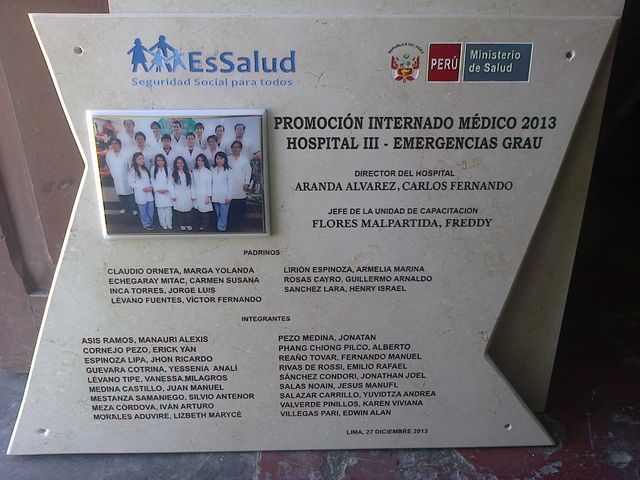 EsSalud
Seguridad Social para todos
REPUBLICA DEL PERU
PERÚ
Ministerio
de Salud
PROMOCIÓN INTERNADO MÉDICO 2013
HOSPITAL III - EMERGENCIAS GRAU
DIRECTOR DEL HOSPITAL
ARANDA ALVAREZ, CARLOS FERNANDO
JEFE DE LA UNIDAD DE CAPACITACIÓN
FLORES MALPARTIDA, FREDDY
PADRINOS:
CLAUDIO ORNETA, MARGA YOLANDA
ECHEGARAY MITAC, CARMEN SUSANA
INCA TORRES, JORGE LUIS
LÉVANO FUENTES, VÍCTOR FERNANDO
LIRIÓN ESPINOZA, ARMELIA MARINA
ROSAS CAYRO, GUILLERMO ARNALDO
SANCHEZ LARA, HENRY ISRAEL
INTEGRANTES
ASIS RAMOS, MANAURI ALEXIS
CORNEJO PEZO, ERICK YAN
ESPINOZA LIPA, JHON RICARDO
GUEVARA COTRINA, YESSENIA ANALÍ
LÉVANO TIPE, VANESSA MILAGROS
MEDINA CASTILLO, JUAN MANUEL
MESTANZA SAMANIEGO, SILVIO ANTENOR
MEZA CÓRDOVA, IVÁN ARTURO
MORALES ADUVIRE, LIZBETH MARYCÉ
PEZO MEDINA, JONATAN
PHANG CHIONG PILCO, ALBERTO
REAÑO TOVAR, FERNANDO MANUEL
RIVAS DE ROSSI, EMILIO RAFAEL
SÁNCHEZ CONDORI, JONATHAN JOEL
SALAS NOAIN, JESUS MANUFL
SALAZAR CARRILLO, YUVIDTZA ANDREA
VALVERDE PINILLOS, KAREN VIVIANA
VILLEGAS PARI, EDWIN ALAN
LIMA, 27 DICIEMBRE 2013